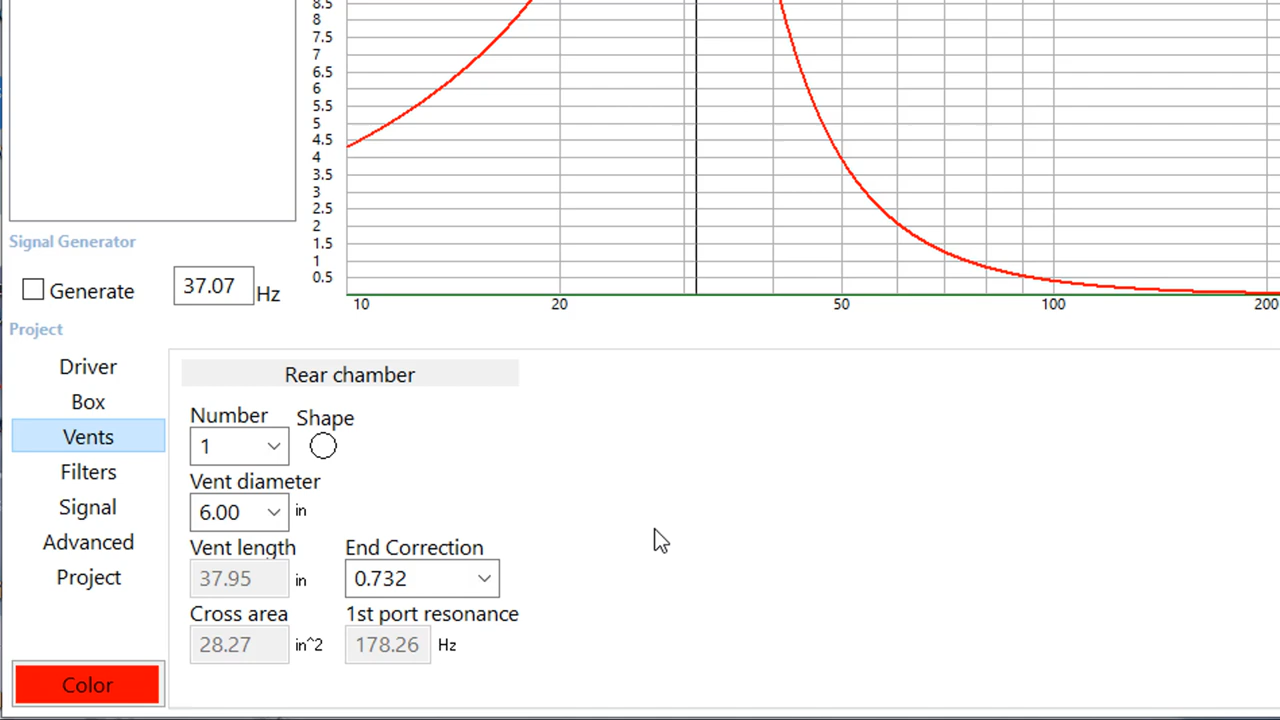 8.5
8
7.5
7
6.5
6
5.5
5
4.5
4
3.5
3
2.5
2
1.5
1
0.5
10 20 50 100 200
Signal Generator
Generate 37.07 Hz
Project
Driver
Box
Vents
Filters
Signal
Advanced
Project
Color
Rear chamber
Number Shape
1
Vent diameter
6.00 in
Vent length End Correction
37.95 in 0.732
Cross area 1st port resonance
28.27 in^2 178.26 Hz